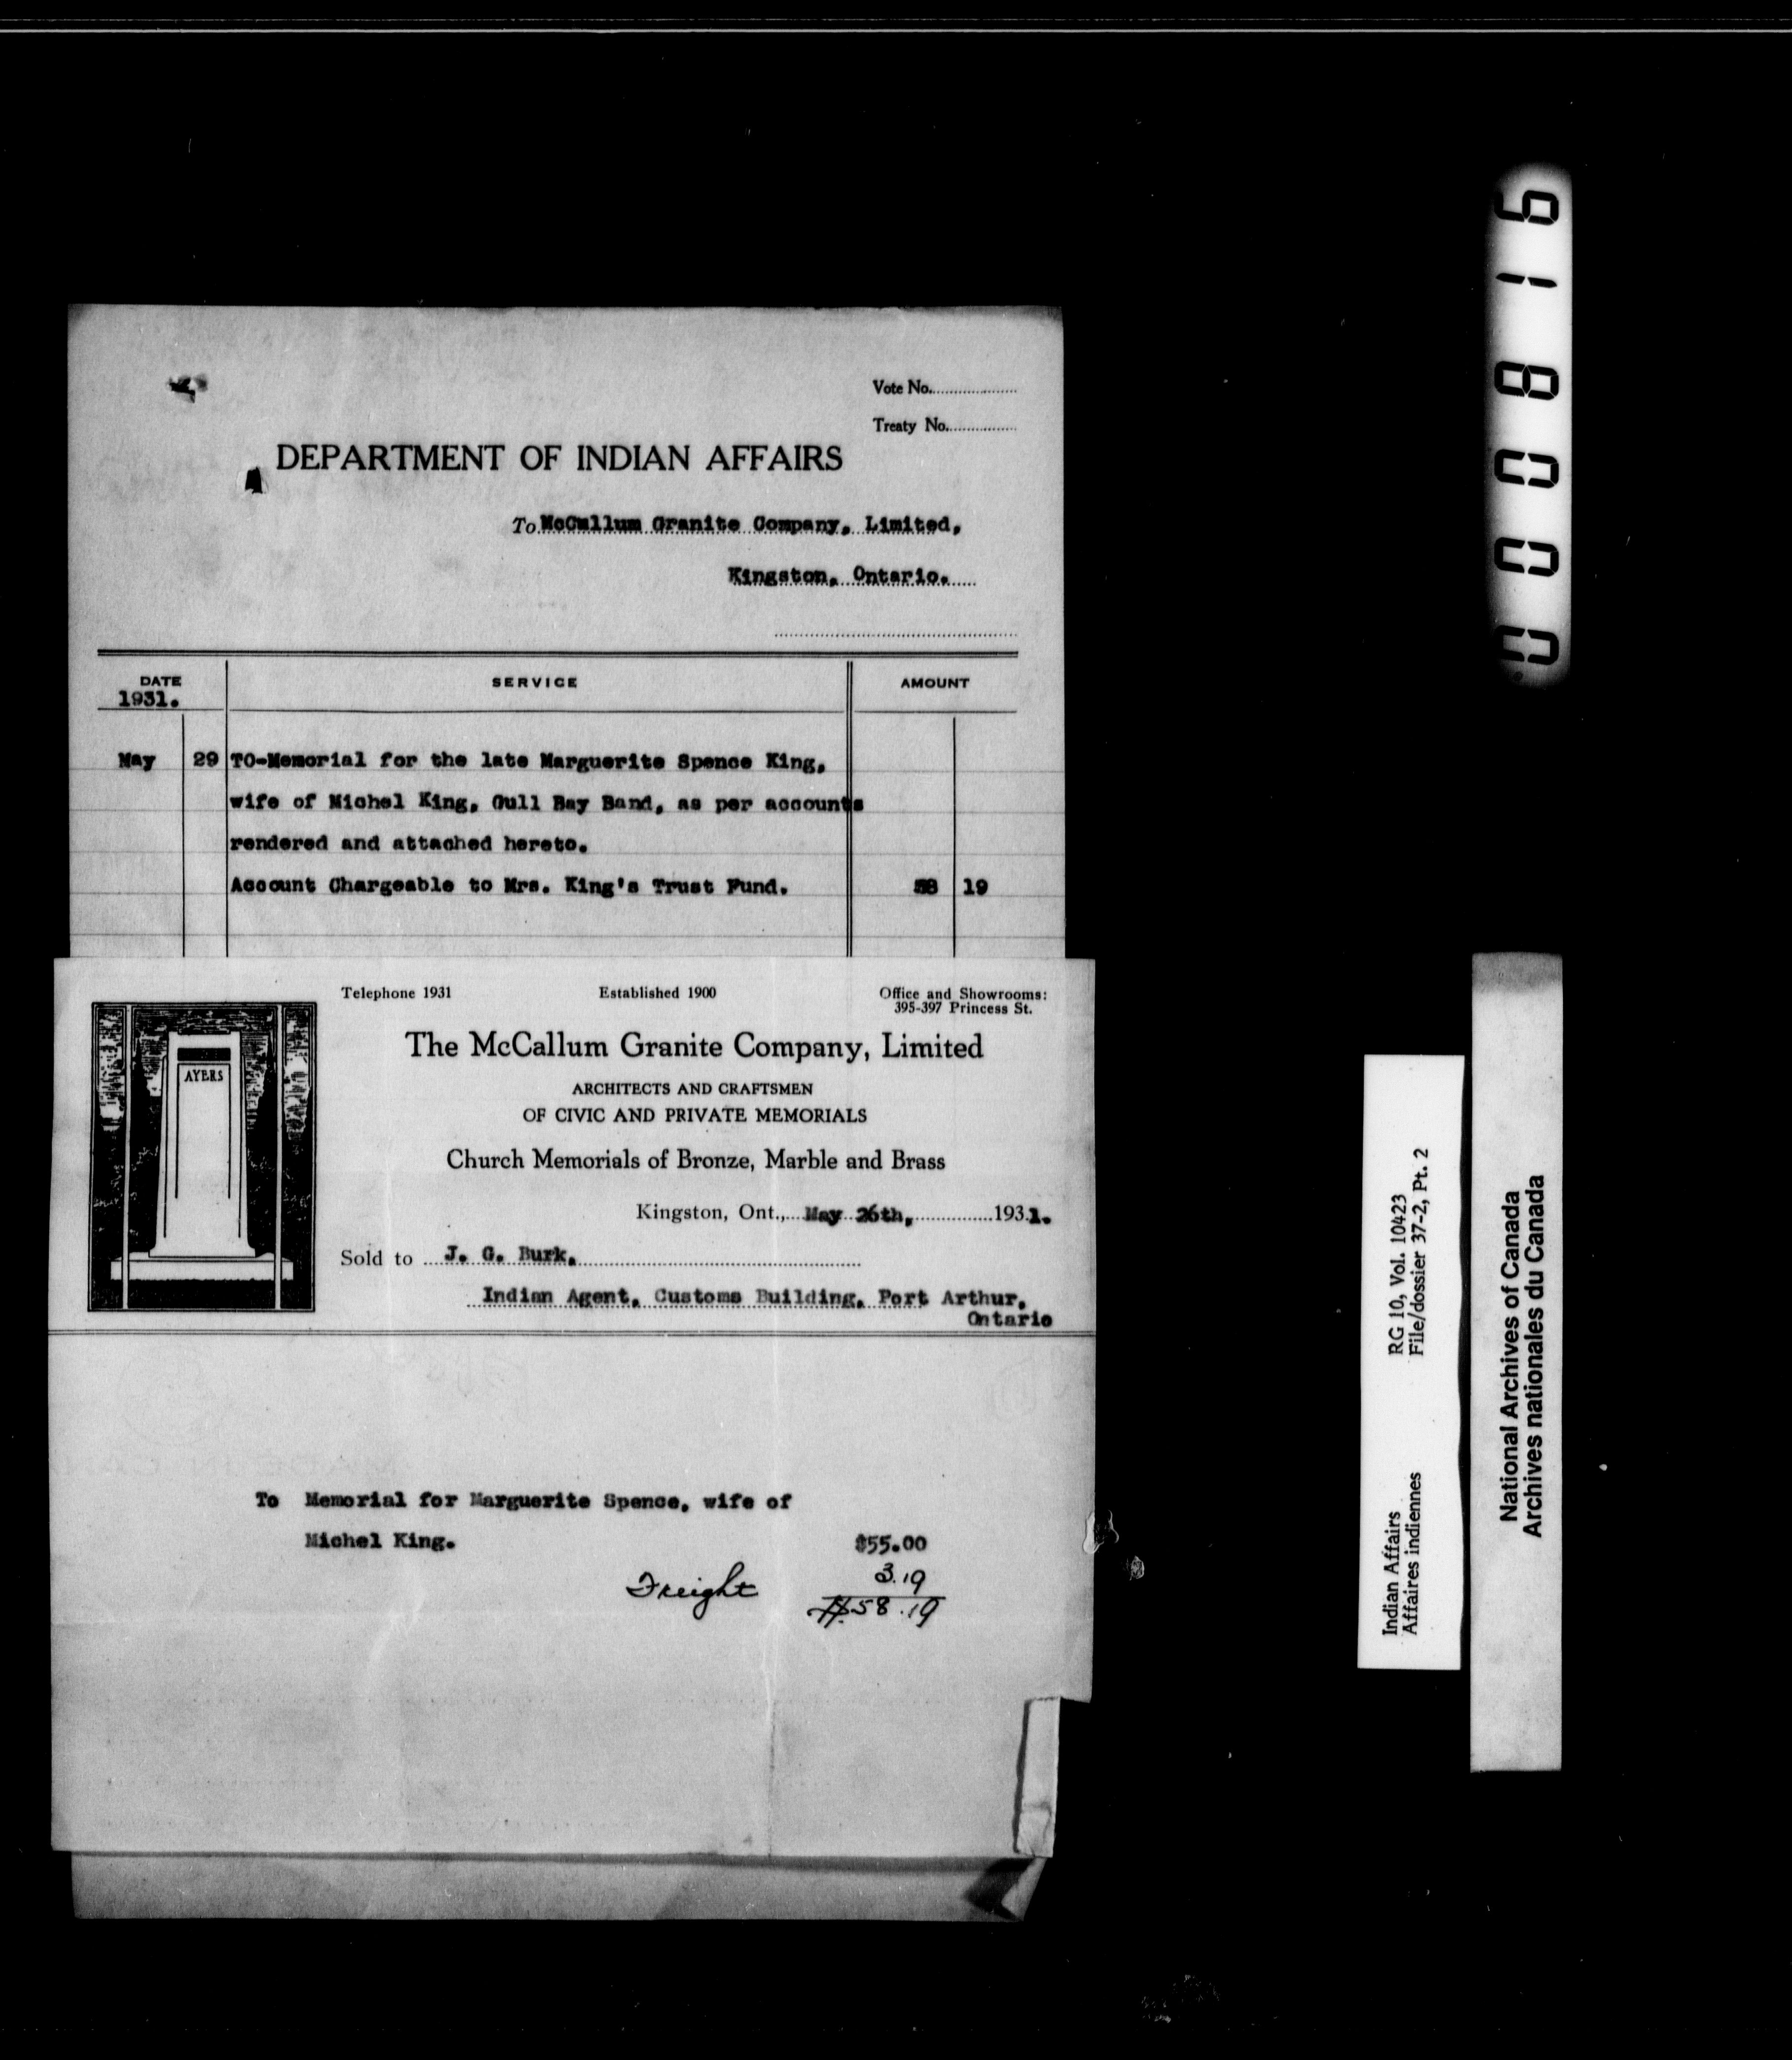 Vote No.
Treaty No.
DEPARTMENT OF INDIAN AFFAIRS
To McCallum Granite Company, Limited,
Kingston, Ontario.
DATE SERVICE AMOUNT
1931.
May 29 TO-Memorial for the late Marguerite Spence King,
wife of Michel King, Gull Bay Band, as per accounts
rendered and attached hereto.
Account Chargeable to Mrs. King's Trust Fund. 58 19
Telephone 1931 Established 1900 Office and Showrooms:
395-397 Princess St.
The McCallum Granite Company, Limited
AYERS
ARCHITECTS AND CRAFTSMEN
OF CIVIC AND PRIVATE MEMORIALS
Church Memorials of Bronze, Marble and Brass
Kingston, Ont., May 26th, 1931.
Sold to J. G. Burk,
Indian Agent, Customs Building, Port Arthur,
Ontario
To Memorial for Marguerite Spence, wife of
Michel King. $55.00
Freight 3.19
$58.19
000816
Indian Affairs RG 10, Vol. 10423
Affaires indiennes File/dossier 37-2, Pt. 2
National Archives of Canada
Archives nationales du Canada